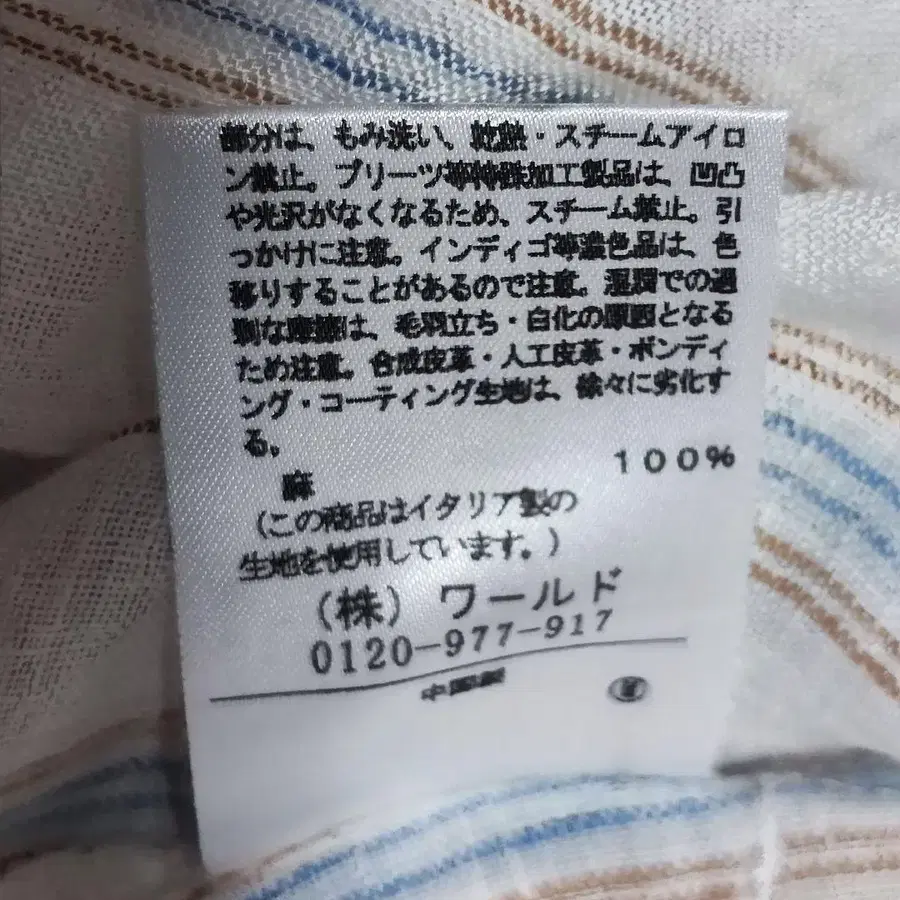 部分は、もみ洗い、乾熱・スチームアイロ
ン禁止。プリーツ等特殊加工製品は、凹凸
や光沢がなくなるため、スチーム禁止。引
っかけに注意。インディゴ等濃色品は、色
移りすることがあるので注意。湿潤での過
剰な摩擦は、毛羽立ち・白化の原因となる
ため注意。合成皮革・人工皮革・ボンディ
ング・コーティング生地は、徐々に劣化す
る。
麻 100%
(この商品はイタリア製の
生地を使用しています。)
(株) ワールド
0120-977-917
中国製